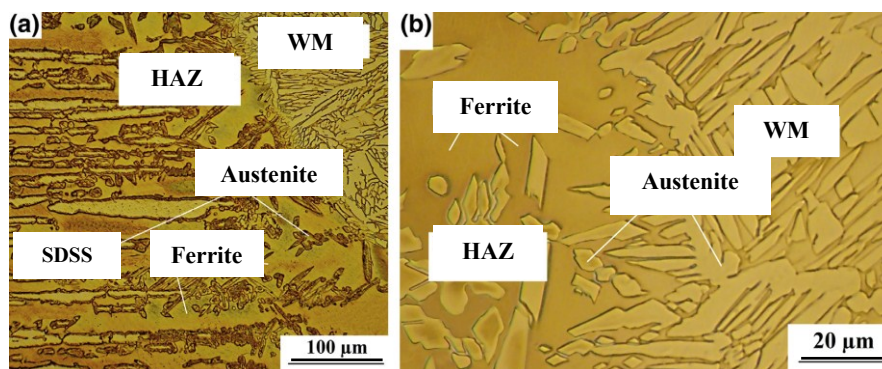 (a)
WM
HAZ
Austenite
SDSS
Ferrite
100 µm
(b)
Ferrite
WM
Austenite
HAZ
20 µm